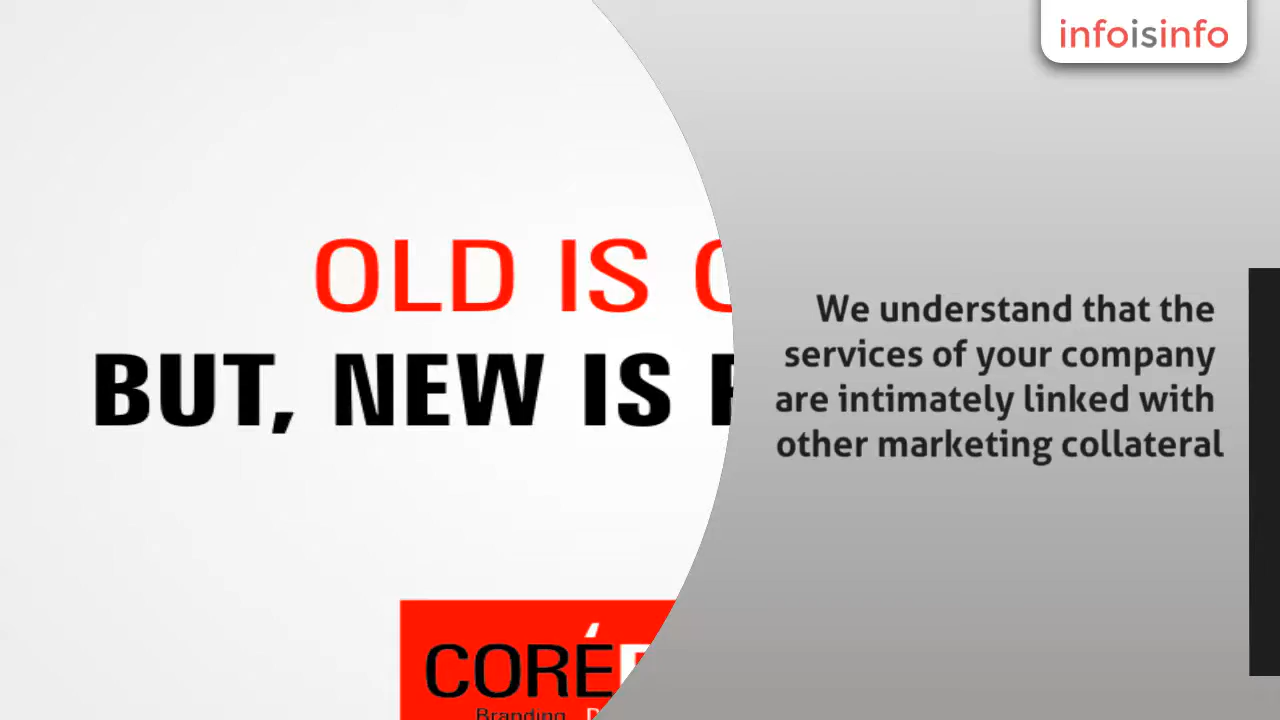 infoisinfo
OLD IS
BUT, NEW IS
We understand that the
services of your company
are intimately linked with
other marketing collateral
CORÉ
Branding